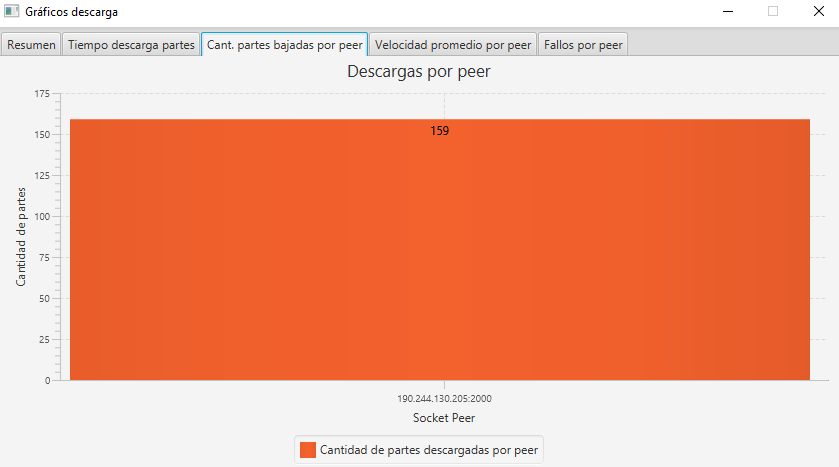 Gráficos descarga
Resumen
Tiempo descarga partes
Cant. partes bajadas por peer
Velocidad promedio por peer
Fallos por peer
Descargas por peer
175
150
125
100
75
50
25
0
Cantidad de partes
159
190.244.130.205:2000
Socket Peer
Cantidad de partes descargadas por peer